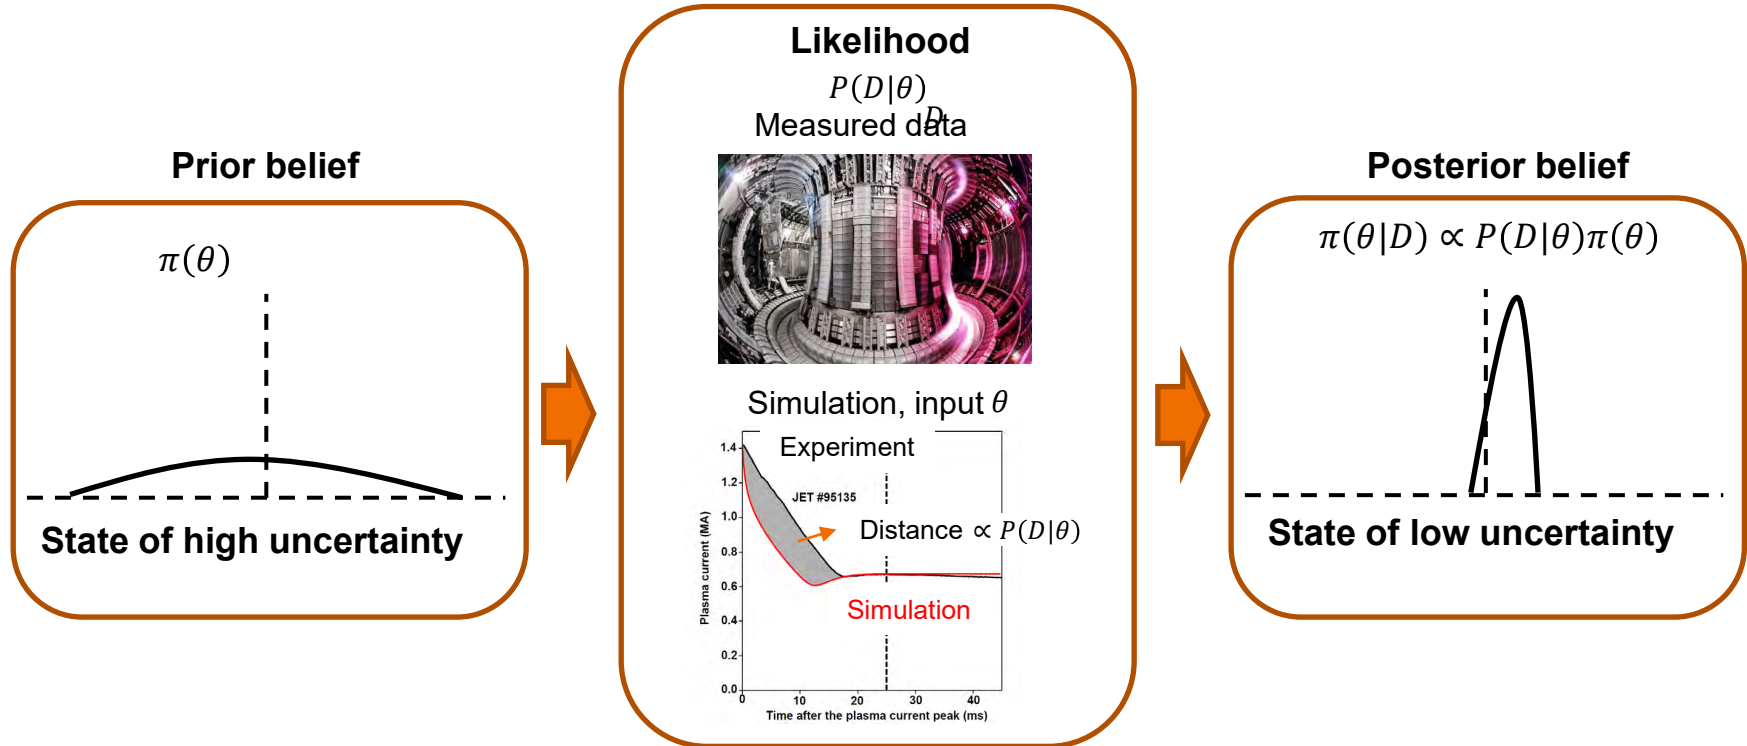 Prior belief
π(θ)
State of high uncertainty
Likelihood
P(D|θ)
D
Measured data
Simulation, input θ
Experiment
JET #95135
Distance ∝ P(D|θ)
Simulation
Plasma current (MA)
1.4
1.2
1.0
0.8
0.6
0.4
0.2
0.0
0 10 20 30 40
Time after the plasma current peak (ms)
Posterior belief
π(θ|D) ∝ P(D|θ)π(θ)
State of low uncertainty